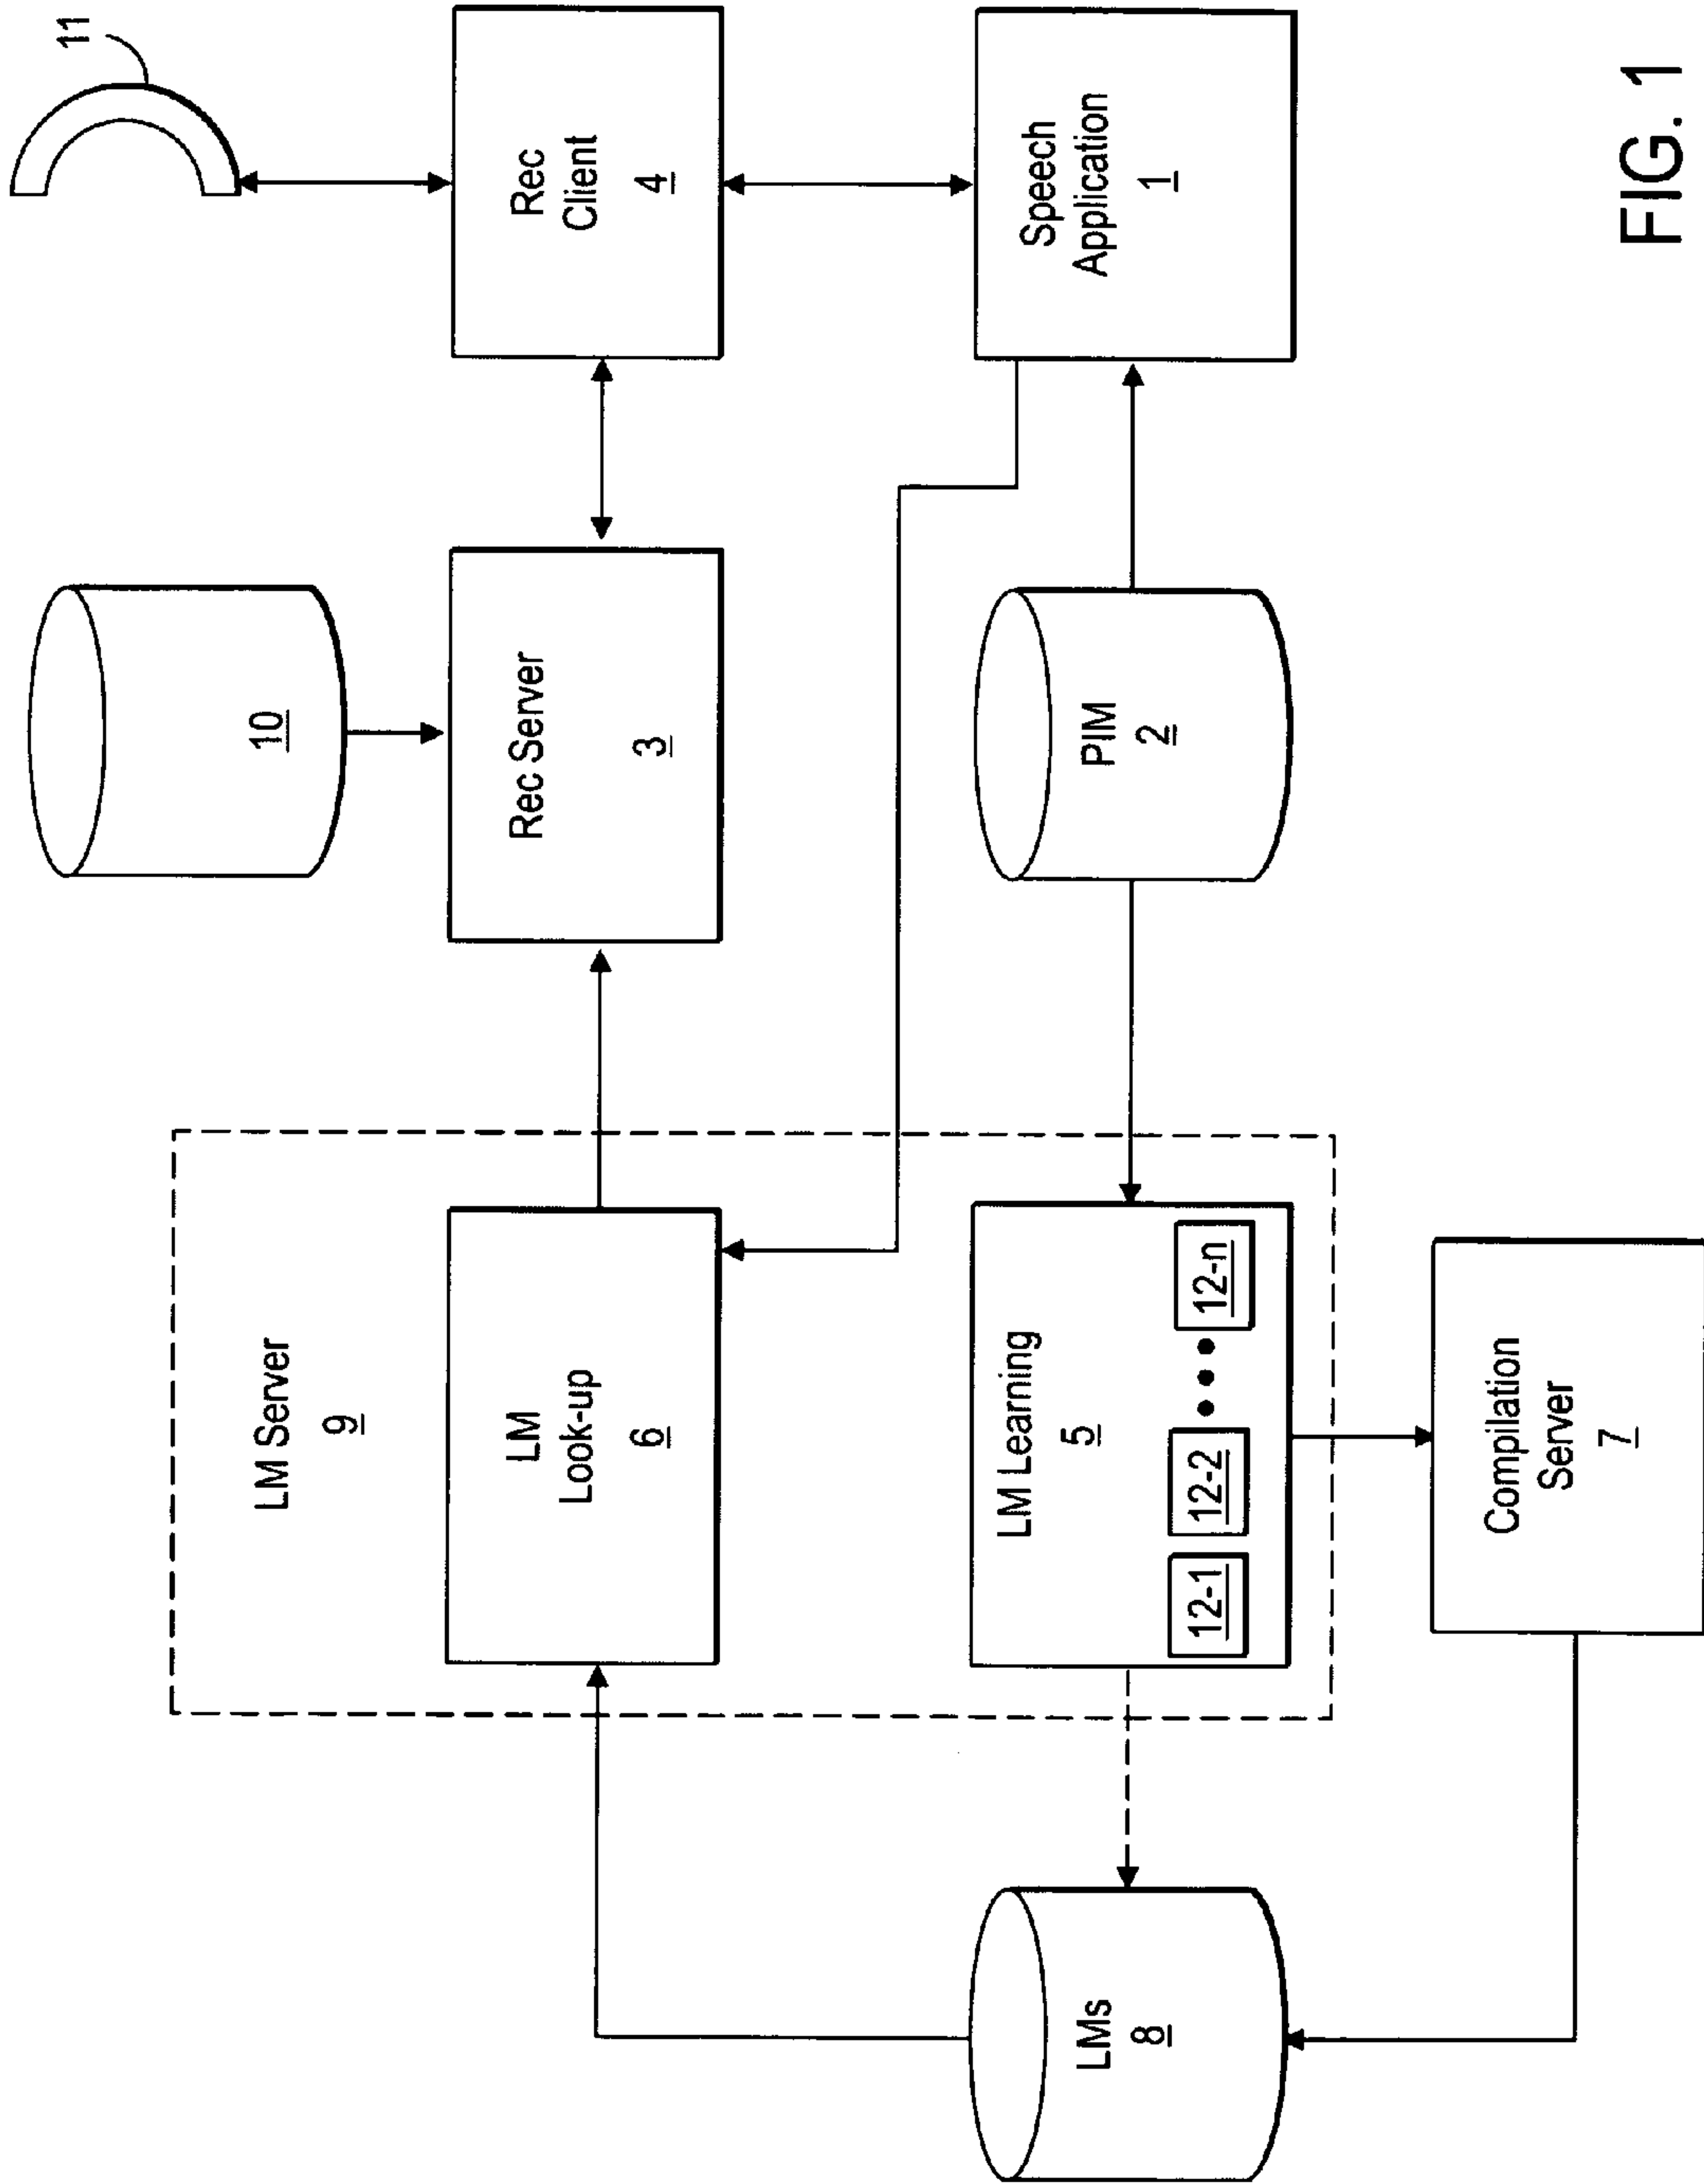 11
Rec
Client
4
Speech
Application
1
10
Rec Server
3
PIM
2
LM Server
9
LM
Look-up
6
LM Learning
5
12-1
12-2
12-n
Compilation
Server
7
LMs
8
FIG. 1